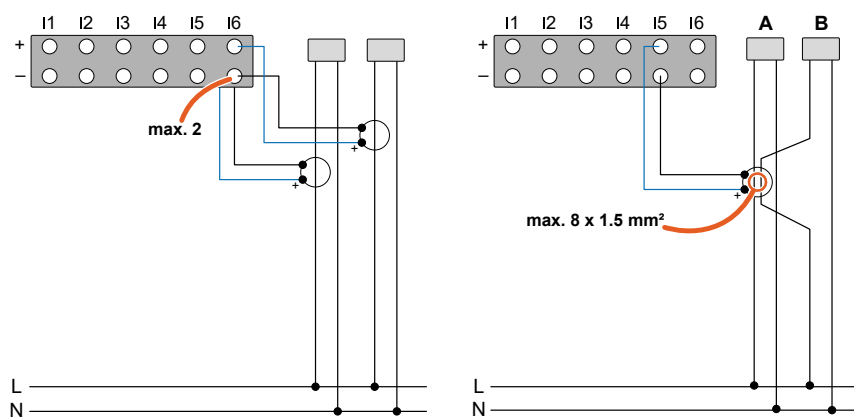 I1 I2 I3 I4 I5 I6
+
–
max. 2
+
+
L
N
I1 I2 I3 I4 I5 I6 A B
+
–
+
max. 8 x 1.5 mm²
L
N